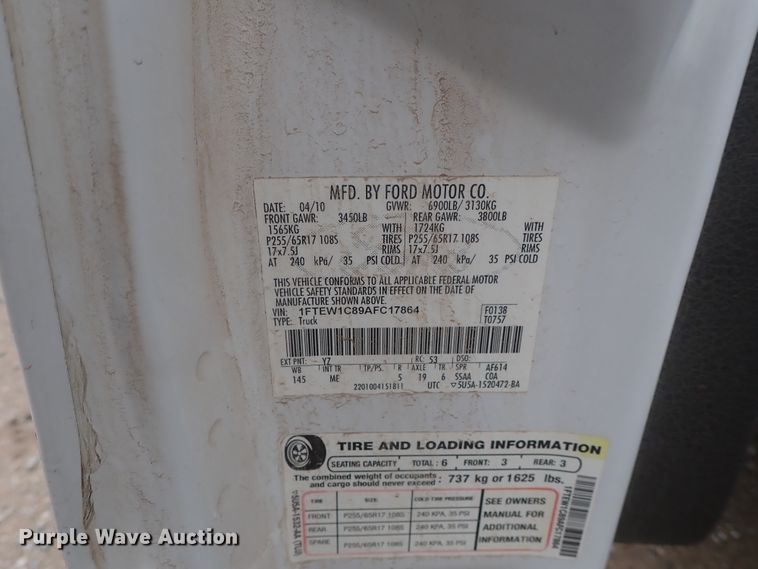 MFD. BY FORD MOTOR CO.
DATE: 04/10 GVWR: 6900LB/ 3130KG
FRONT GAWR: 3450LB REAR GAWR: 3800LB
1565KG WITH 1724KG WITH
P255/65R17 108S TIRES P255/65R17 108S TIRES
17x7.5J RIMS 17x7.5J RIMS
AT 240 kPa/ 35 PSI COLD AT 240 kPa/ 35 PSI COLD
THIS VEHICLE CONFORMS TO ALL APPLICABLE FEDERAL MOTOR
VEHICLE SAFETY STANDARDS IN EFFECT ON THE DATE OF
MANUFACTURE SHOWN ABOVE.
VIN: 1FTEW1C89AFC17864 F0138
TYPE: Truck T0757
EXT PNT: YZ RC: 53 DSO:
WB INT TR TP/PS R AXLE TR SPR AF614
145 ME 5 19 6 SSAA COA
2201004151811 UTC ▽5U5A-1520472-BA
TIRE AND LOADING INFORMATION
SEATING CAPACITY TOTAL: 6 FRONT: 3 REAR: 3
The combined weight of occupants and cargo should never exceed: 737 kg or 1625 lbs.
TIRE SIZE COLD TIRE PRESSURE
FRONT P255/65R17 108S 240 KPA, 35 PSI
REAR P255/65R17 108S 240 KPA, 35 PSI
SPARE P255/65R17 108S 240 KPA, 35 PSI
SEE OWNERS
MANUAL FOR
ADDITIONAL
INFORMATION
1FTEW1C89AFC17864
Purple Wave Auction